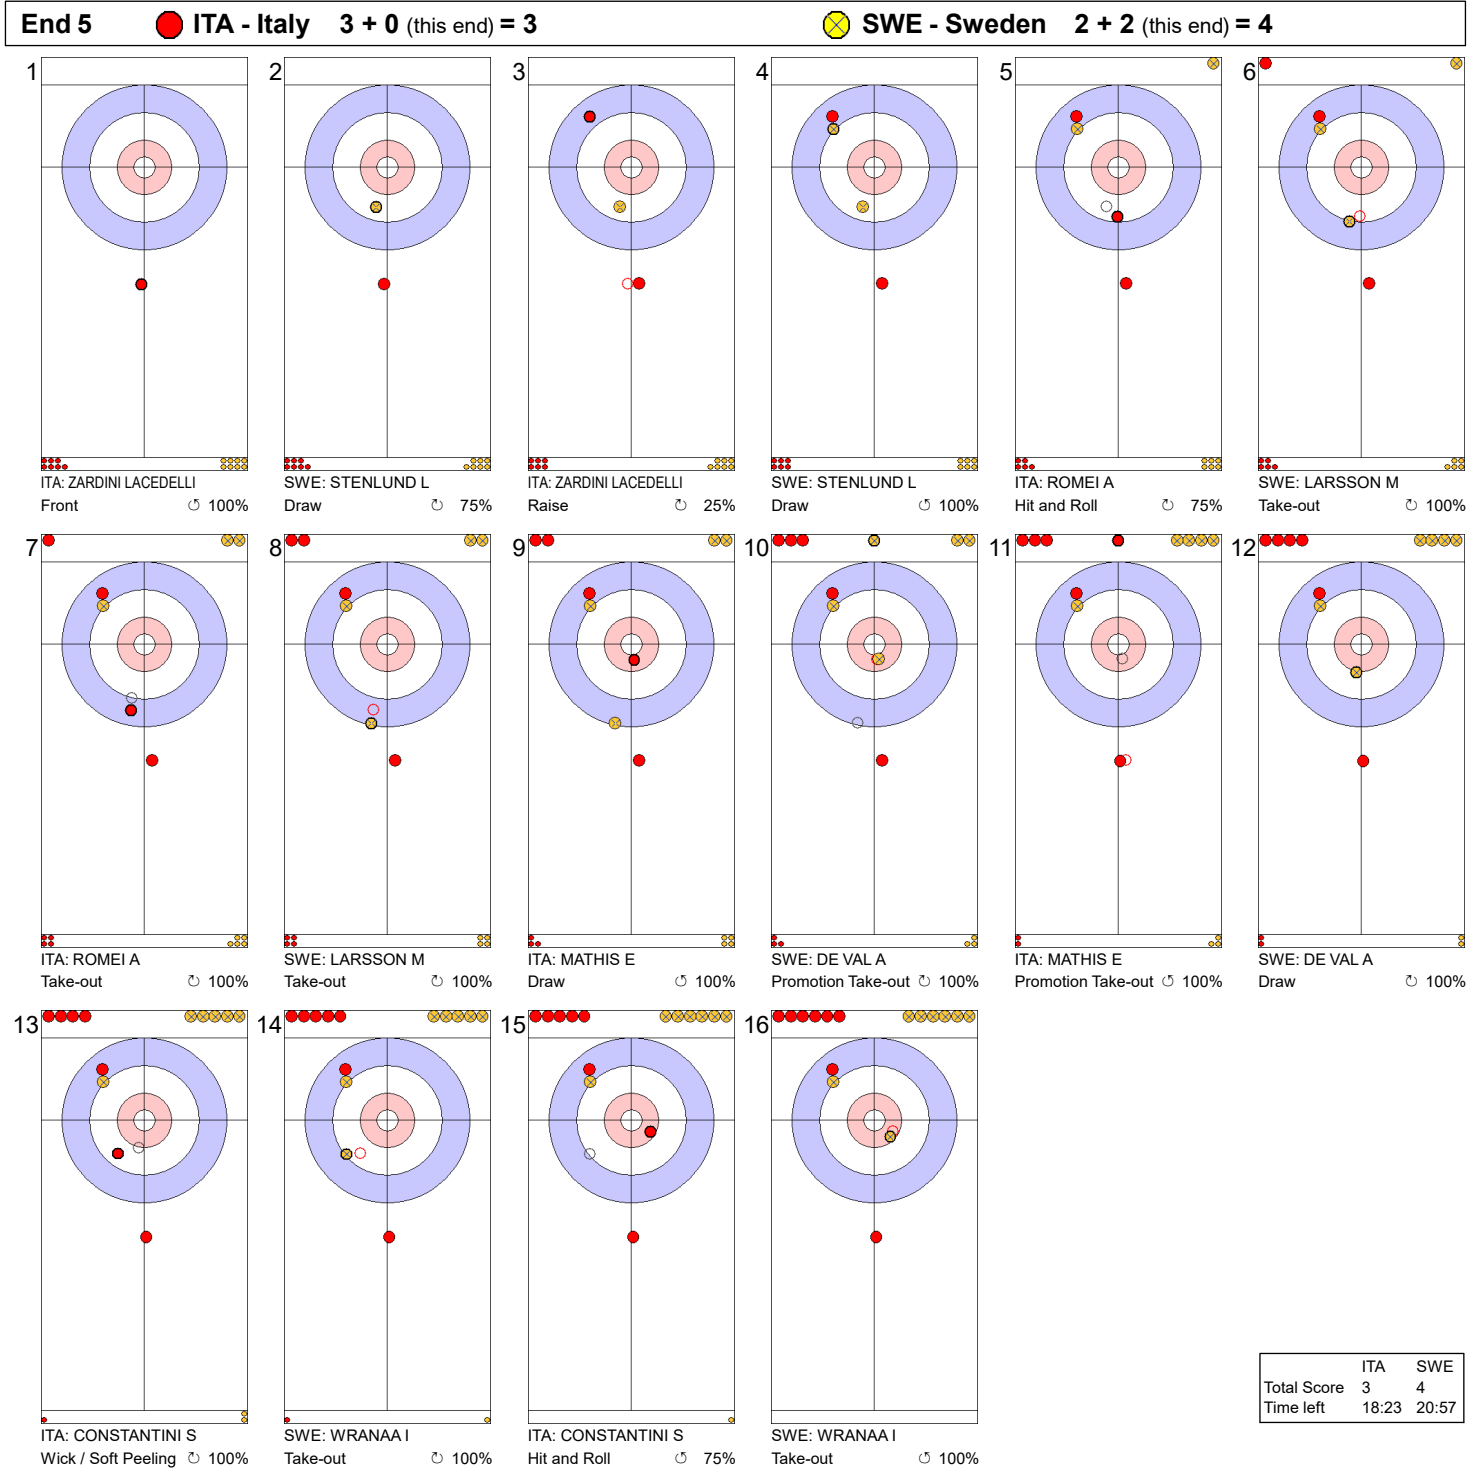 End 5 ITA - Italy 3 + 0 (this end) = 3 SWE - Sweden 2 + 2 (this end) = 4
1 2 3 4 5 6
ITA: ZARDINI LACEDELLI SWE: STENLUND L ITA: ZARDINI LACEDELLI SWE: STENLUND L ITA: ROMEI A SWE: LARSSON M
Front ↺ 100% Draw ↻ 75% Raise ↻ 25% Draw ↻ 100% Hit and Roll ↻ 75% Take-out ↻ 100%
7 8 9 10 11 12
ITA: ROMEI A SWE: LARSSON M ITA: MATHIS E SWE: DE VAL A ITA: MATHIS E SWE: DE VAL A
Take-out ↻ 100% Take-out ↻ 100% Draw ↺ 100% Promotion Take-out ↻ 100% Promotion Take-out ↺ 100% Draw ↻ 100%
13 14 15 16
ITA: CONSTANTINI S SWE: WRANAA I ITA: CONSTANTINI S SWE: WRANAA I
Wick / Soft Peeling ↻ 100% Take-out ↻ 100% Hit and Roll ↺ 75% Take-out ↺ 100%
ITA SWE
Total Score 3 4
Time left 18:23 20:57